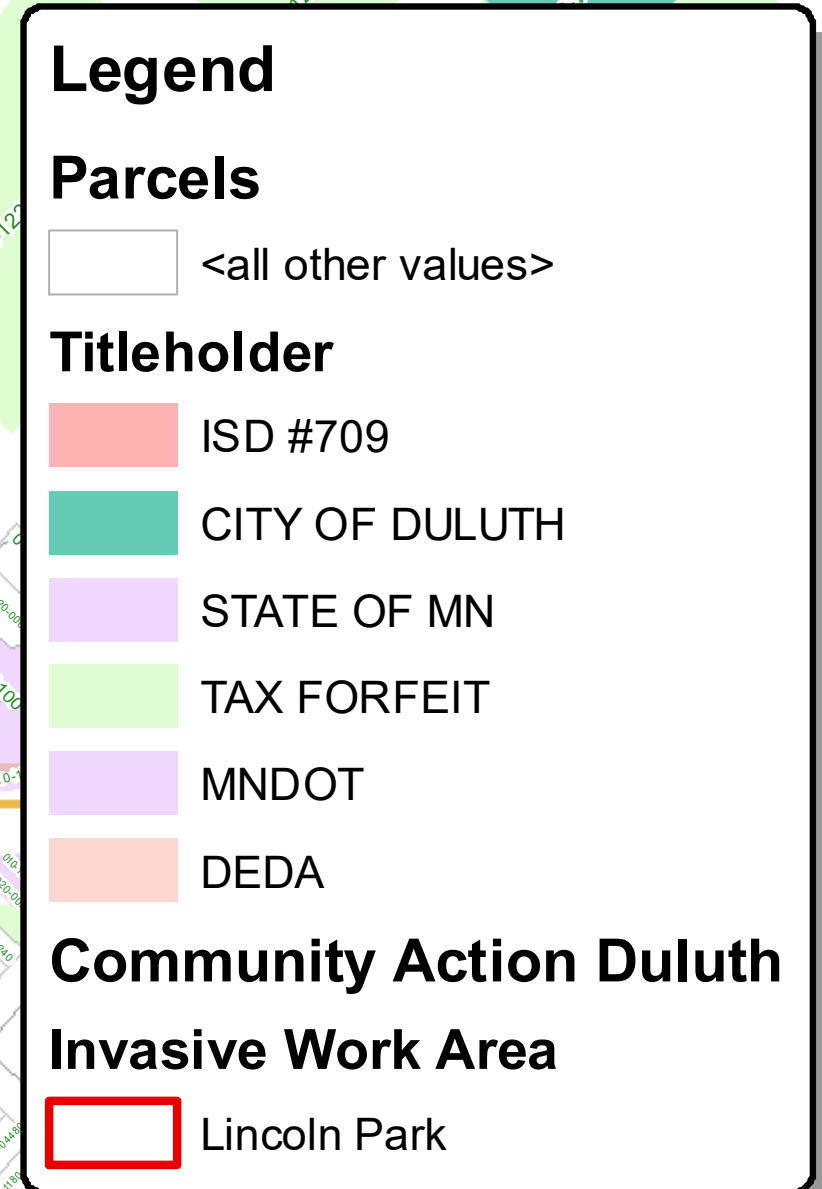 Legend
Parcels
<all other values>
Titleholder
ISD #709
CITY OF DULUTH
STATE OF MN
TAX FORFEIT
MNDOT
DEDA
Community Action Duluth
Invasive Work Area
Lincoln Park